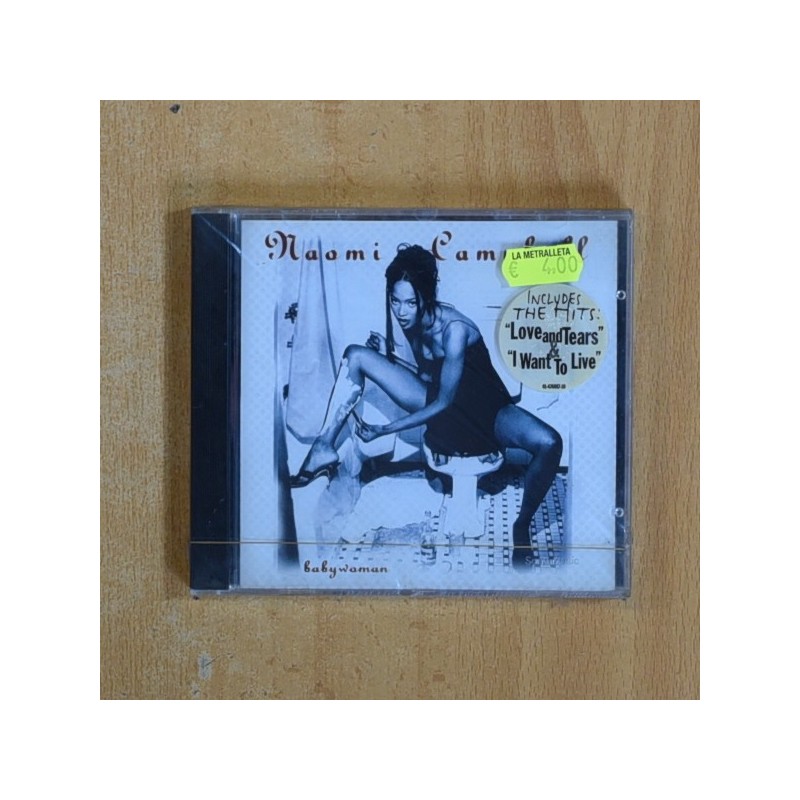 Naomi Campbell
LA METRALLETA
€ 4.00
INCLUDES
THE HITS:
"Love and Tears"
&
"I Want To Live"
babywoman